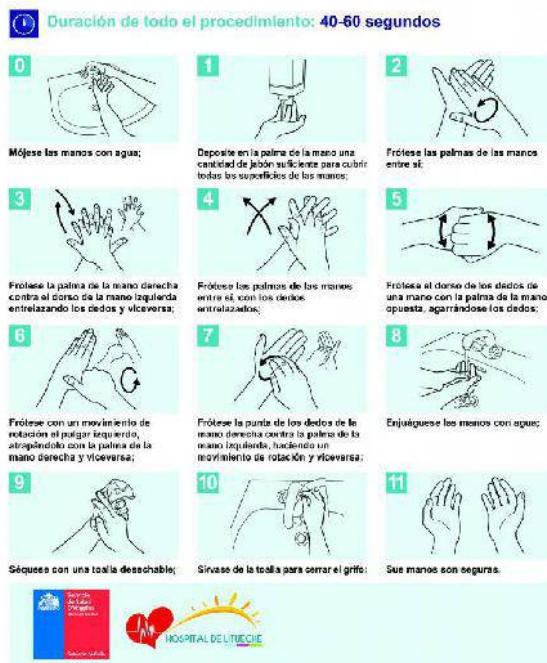 Duración de todo el procedimiento: 40-60 segundos
0
Mójese las manos con agua;
1
Deposite en la palma de la mano una
cantidad de jabón suficiente para cubrir
todas las superficies de las manos;
2
Frótese las palmas de las manos
entre sí;
3
Frótese la palma de la mano derecha
contra el dorso de la mano izquierda
entrelazando los dedos y viceversa;
4
Frótese las palmas de las manos
entre sí, con los dedos
entrelazados;
5
Frótese el dorso de los dedos de
una mano con la palma de la mano
opuesta, agarrándose los dedos;
6
Frótese con un movimiento de
rotación el pulgar izquierdo,
atrapándolo con la palma de la
mano derecha y viceversa;
7
Frótese la punta de los dedos de la
mano derecha contra la palma de la
mano izquierda, haciendo un
movimiento de rotación y viceversa;
8
Enjuáguese las manos con agua;
9
Séquese con una toalla desechable;
10
Sírvase de la toalla para cerrar el grifo;
11
Sus manos son seguras.
Servicio
de Salud
O'Higgins
HOSPITAL DE LITUECHE